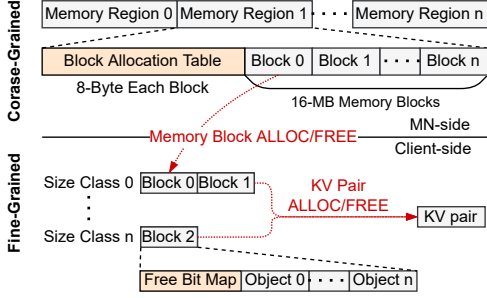 Corase-Grained
Memory Region 0 Memory Region 1 ···· Memory Region n
Block Allocation Table Block 0 Block 1 ···· Block n
8-Byte Each Block
16-MB Memory Blocks
MN-side
Memory Block ALLOC/FREE
Client-side
Fine-Grained
Size Class 0 Block 0 Block 1
KV Pair
ALLOC/FREE
KV pair
Size Class n Block 2
Free Bit Map Object 0 ···· Object n